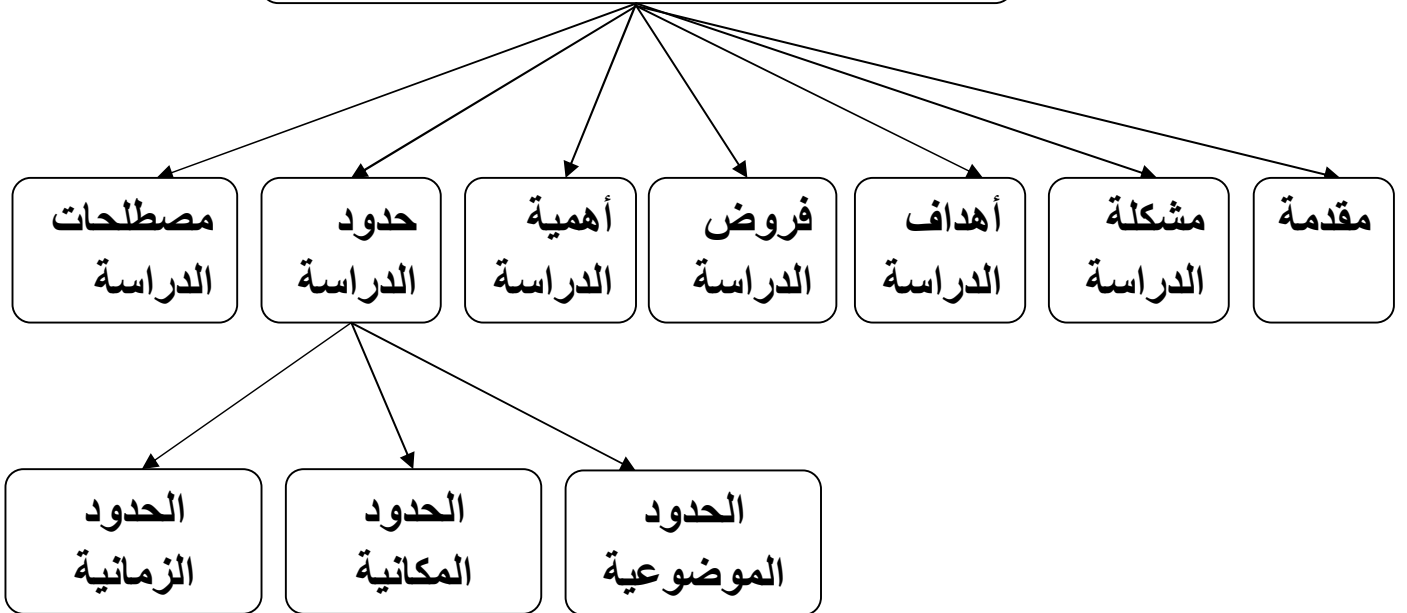 مقدمة
مشكلة
الدراسة
أهداف
الدراسة
فروض
الدراسة
أهمية
الدراسة
حدود
الدراسة
مصطلحات
الدراسة
الحدود
الموضوعية
الحدود
المكانية
الحدود
الزمانية